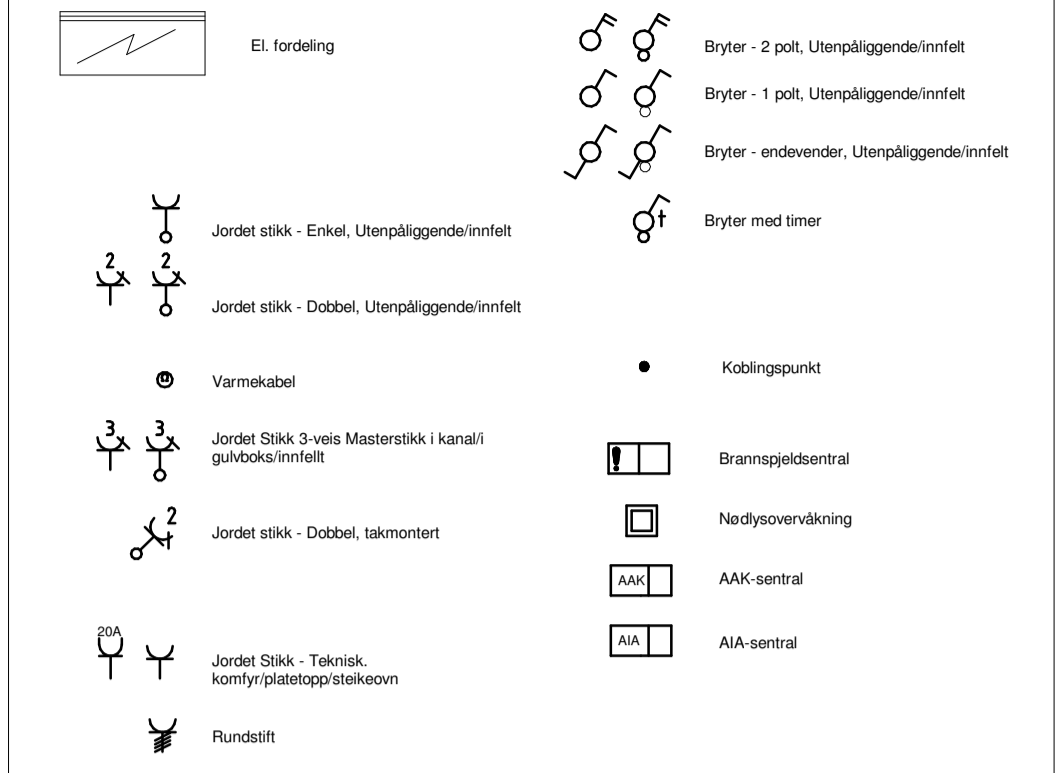 El. fordeling
Jordet stikk - Enkel, Utenpåliggende/innfelt
2 2
Jordet stikk - Dobbel, Utenpåliggende/innfelt
Varmekabel
3 3
Jordet Stikk 3-veis Masterstikk i kanal/i
gulvboks/innfellt
2
Jordet stikk - Dobbel, takmontert
20A
Jordet Stikk - Teknisk.
komfyr/platetopp/steikeovn
Rundstift
Bryter - 2 polt, Utenpåliggende/innfelt
Bryter - 1 polt, Utenpåliggende/innfelt
Bryter - endevender, Utenpåliggende/innfelt
t
Bryter med timer
Koblingspunkt
!
Brannspjeldsentral
Nødlysovervåkning
AAK
AAK-sentral
AIA
AIA-sentral